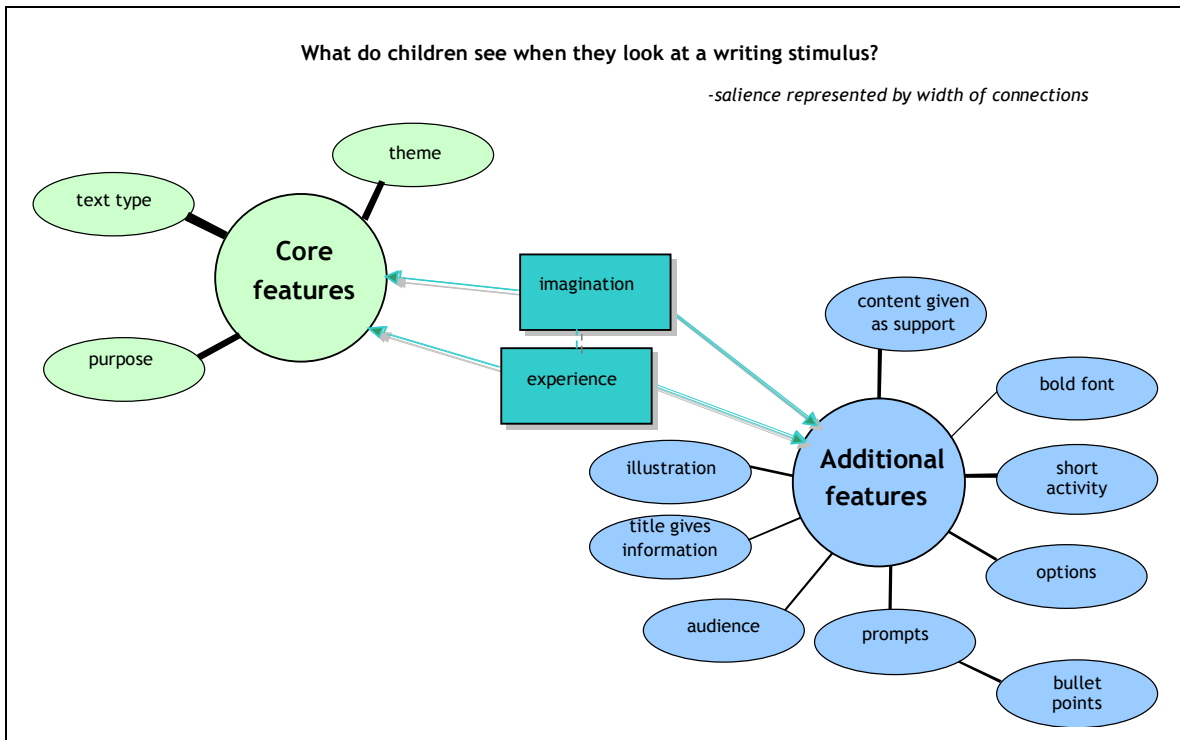 What do children see when they look at a writing stimulus?
-salience represented by width of connections
theme
text type
Core
features
purpose
imagination
experience
content given
as support
bold font
Additional
features
short
activity
illustration
title gives
information
options
audience
prompts
bullet
points